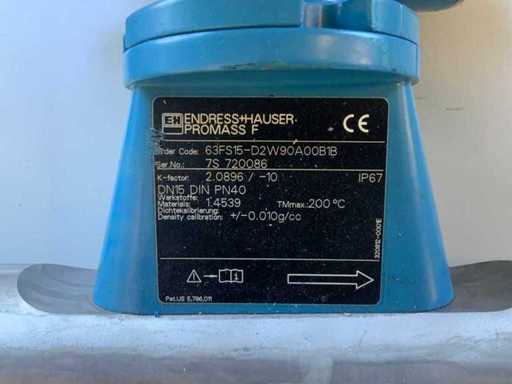 EH ENDRESS+HAUSER
PROMASS F
CE
Order Code: 63FS15-D2W90A00B1B
Ser.No.: 7S 720086
K-factor: 2.0896 / -10 IP67
DN15 DIN PN40
Werkstoffe:
Materials: 1.4539 TMmax.: 200 °C
Dichtekalibrierung:
Density calibration: +/-0.010g/cc
Pat.US 5,796,011